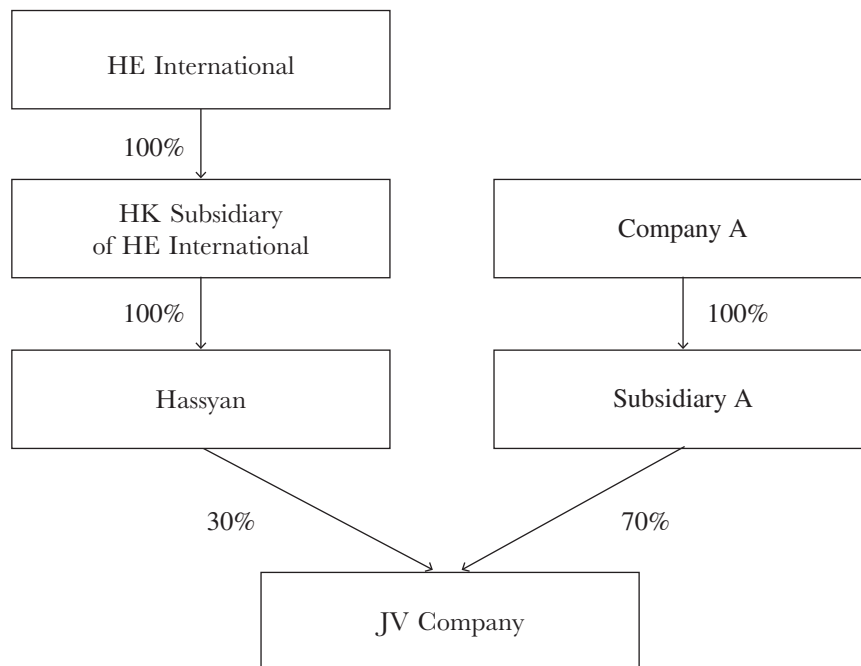 HE International
100%
HK Subsidiary
of HE International
Company A
100%
100%
Hassyan
Subsidiary A
30%
70%
JV Company